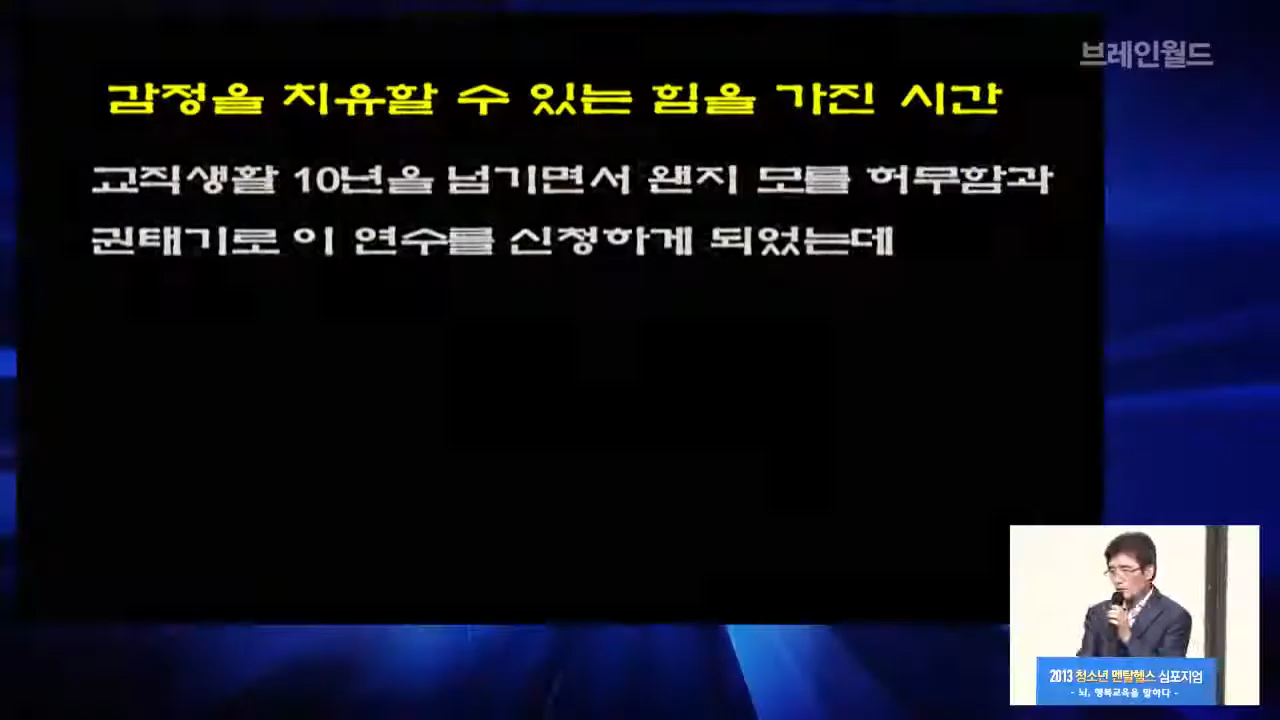 브레인월드
감정을 치유할 수 있는 힘을 가진 시간
교직생활 10년을 넘기면서 왠지 모를 허무함과
권태기로 이 연수를 신청하게 되었는데
2013 청소년 멘탈헬스 심포지엄
- 뇌, 행복교육을 말하다 -